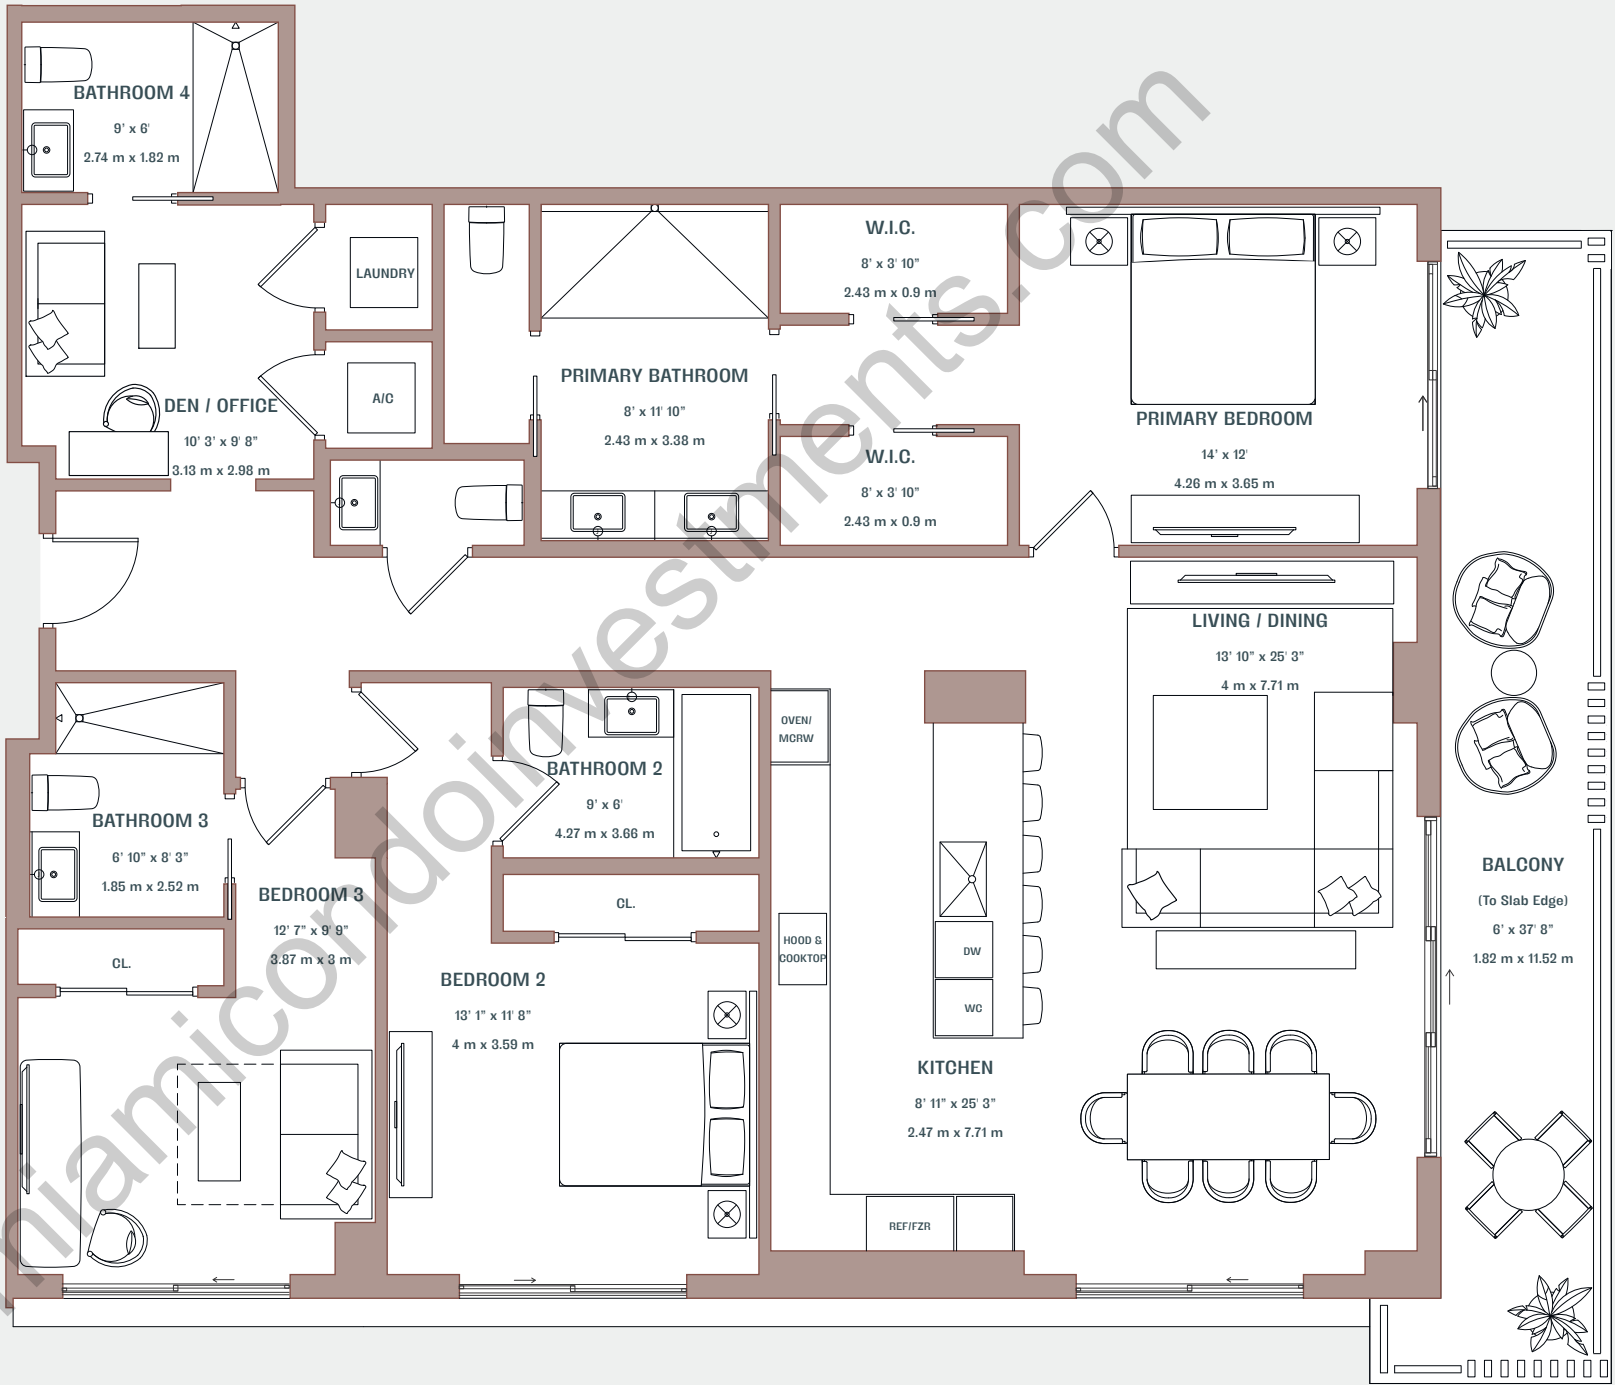 BATHROOM 4
9' x 6'
2.74 m x 1.82 m
LAUNDRY
A/C
DEN / OFFICE
10' 3' x 9' 8"
3.13 m x 2.98 m
PRIMARY BATHROOM
8' x 11' 10"
2.43 m x 3.38 m
W.I.C.
8' x 3' 10"
2.43 m x 0.9 m
W.I.C.
8' x 3' 10"
2.43 m x 0.9 m
PRIMARY BEDROOM
14' x 12'
4.26 m x 3.65 m
LIVING / DINING
13' 10" x 25' 3"
4 m x 7.71 m
OVEN/
MCRW
BATHROOM 2
9' x 6'
4.27 m x 3.66 m
BATHROOM 3
6' 10" x 8' 3"
1.85 m x 2.52 m
BEDROOM 3
12' 7" x 9' 9"
3.87 m x 3 m
CL.
CL.
BEDROOM 2
13' 1" x 11' 8"
4 m x 3.59 m
HOOD &
COOKTOP
DW
WC
KITCHEN
8' 11" x 25' 3"
2.47 m x 7.71 m
REF/FZR
BALCONY
(To Slab Edge)
6' x 37' 8"
1.82 m x 11.52 m
miamicondoinvestments.com